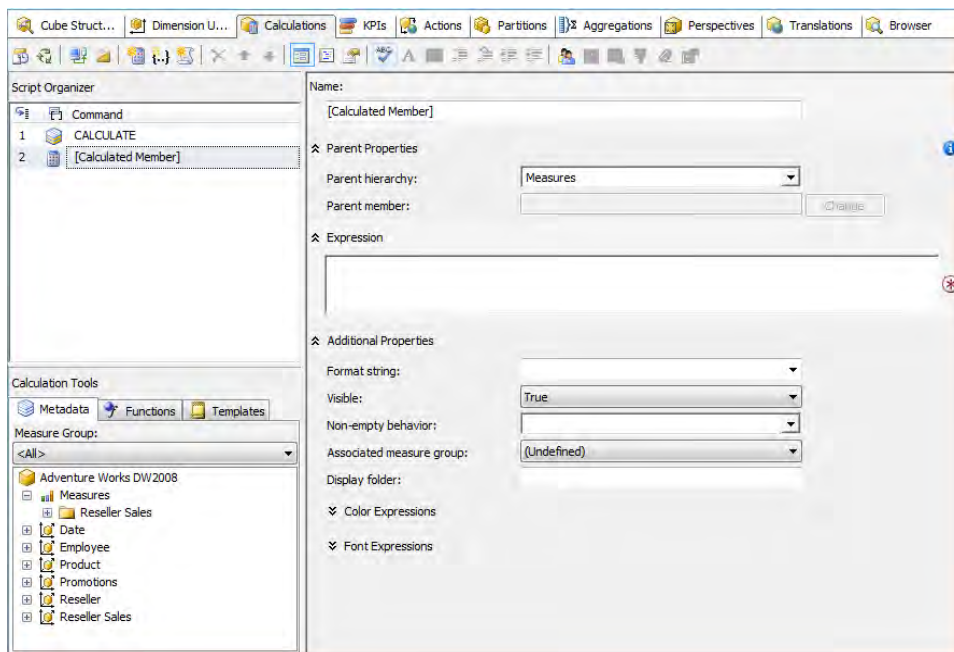 Cube Struct... Dimension U... Calculations KPIs Actions Partitions Aggregations Perspectives Translations Browser
Script Organizer
Command
1 CALCULATE
2 [Calculated Member]
Calculation Tools
Metadata Functions Templates
Measure Group:
<All>
Adventure Works DW2008
Measures
Reseller Sales
Date
Employee
Product
Promotions
Reseller
Reseller Sales
Name:
[Calculated Member]
Parent Properties
Parent hierarchy: Measures
Parent member: Change
Expression
Additional Properties
Format string:
Visible: True
Non-empty behavior:
Associated measure group: (Undefined)
Display folder:
Color Expressions
Font Expressions